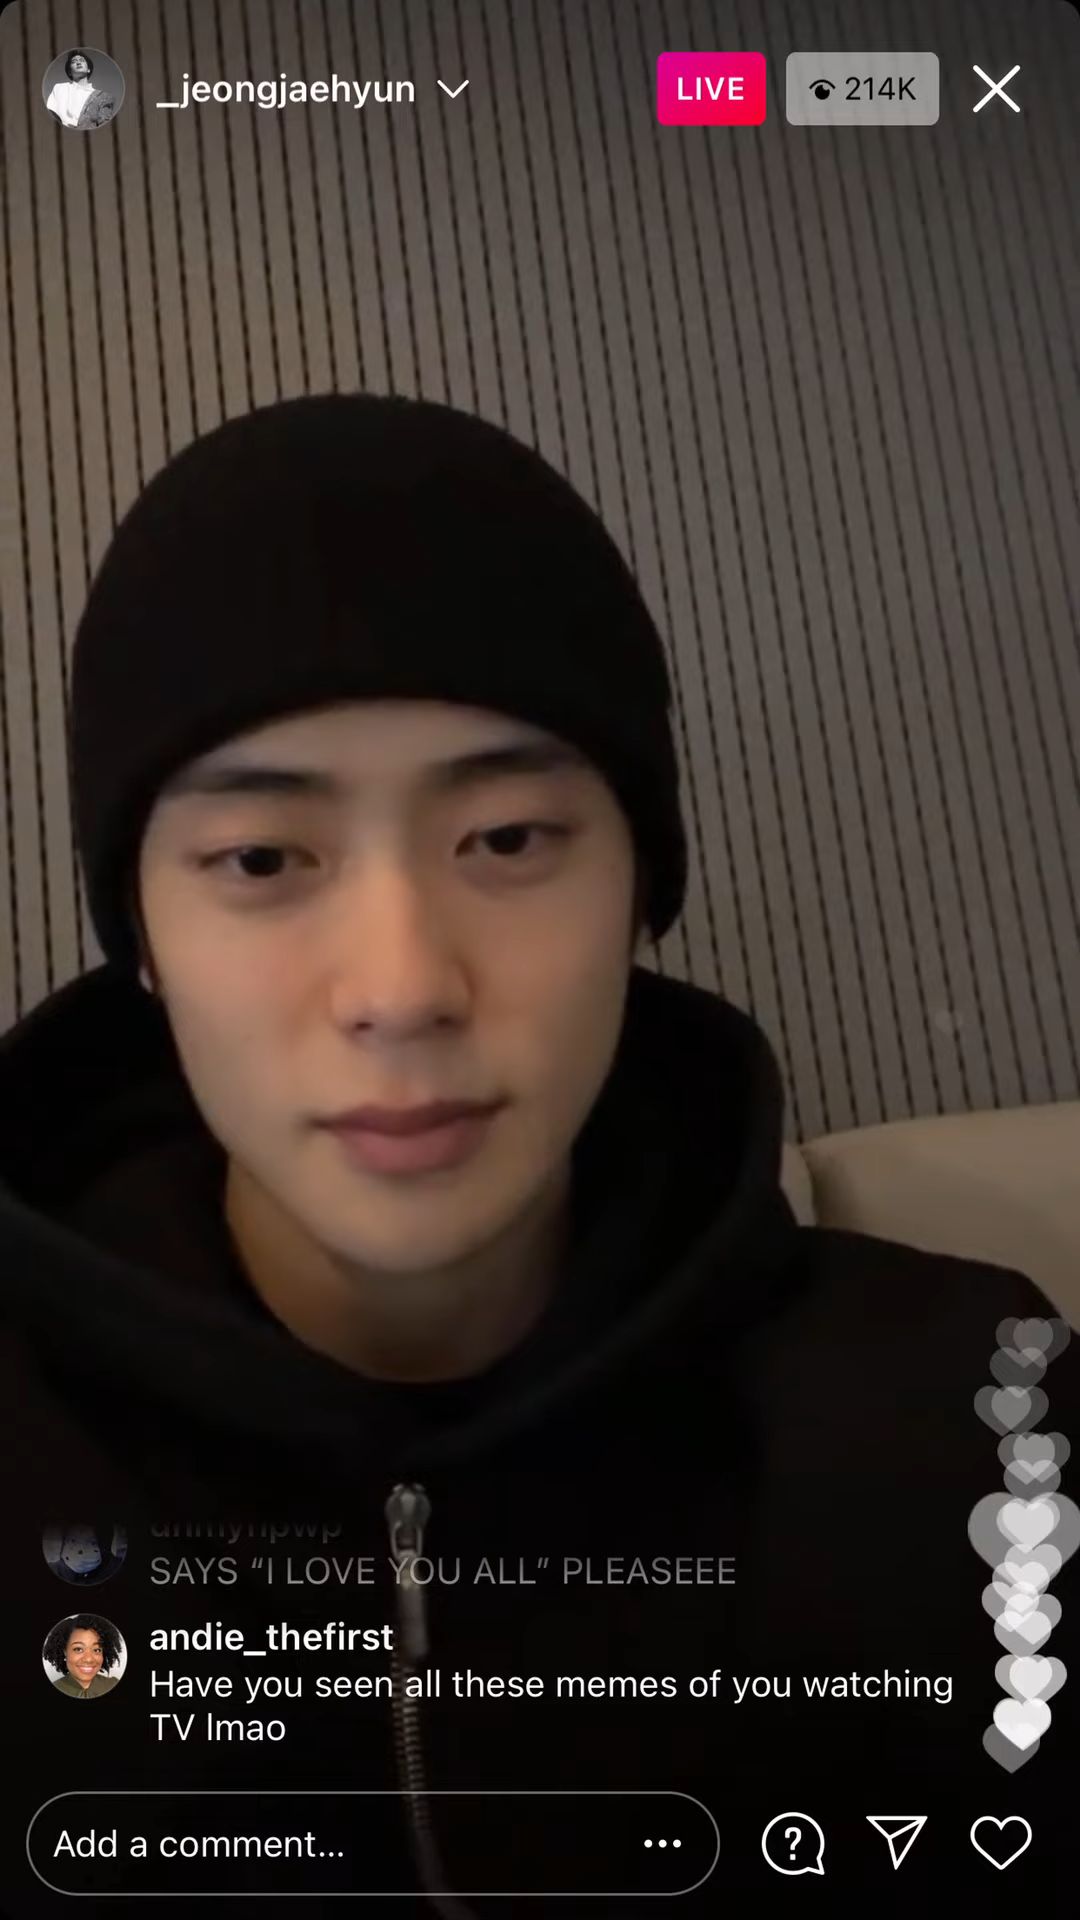 _jeongjaehyun
LIVE
214K
SAYS “I LOVE YOU ALL” PLEASEEE
andie_thefirst
Have you seen all these memes of you watching
TV lmao
Add a comment...